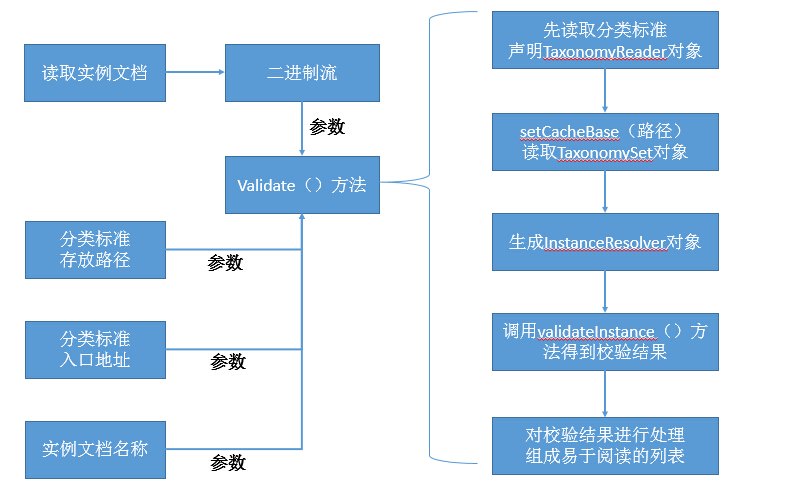 读取实例文档
二进制流
参数
Validate（）方法
分类标准
存放路径
参数
分类标准
入口地址
参数
实例文档名称
参数
先读取分类标准
声明TaxonomyReader对象
setCacheBase（路径）
读取TaxonomySet对象
生成InstanceResolver对象
调用validateInstance（）方
法得到校验结果
对校验结果进行处理
组成易于阅读的列表